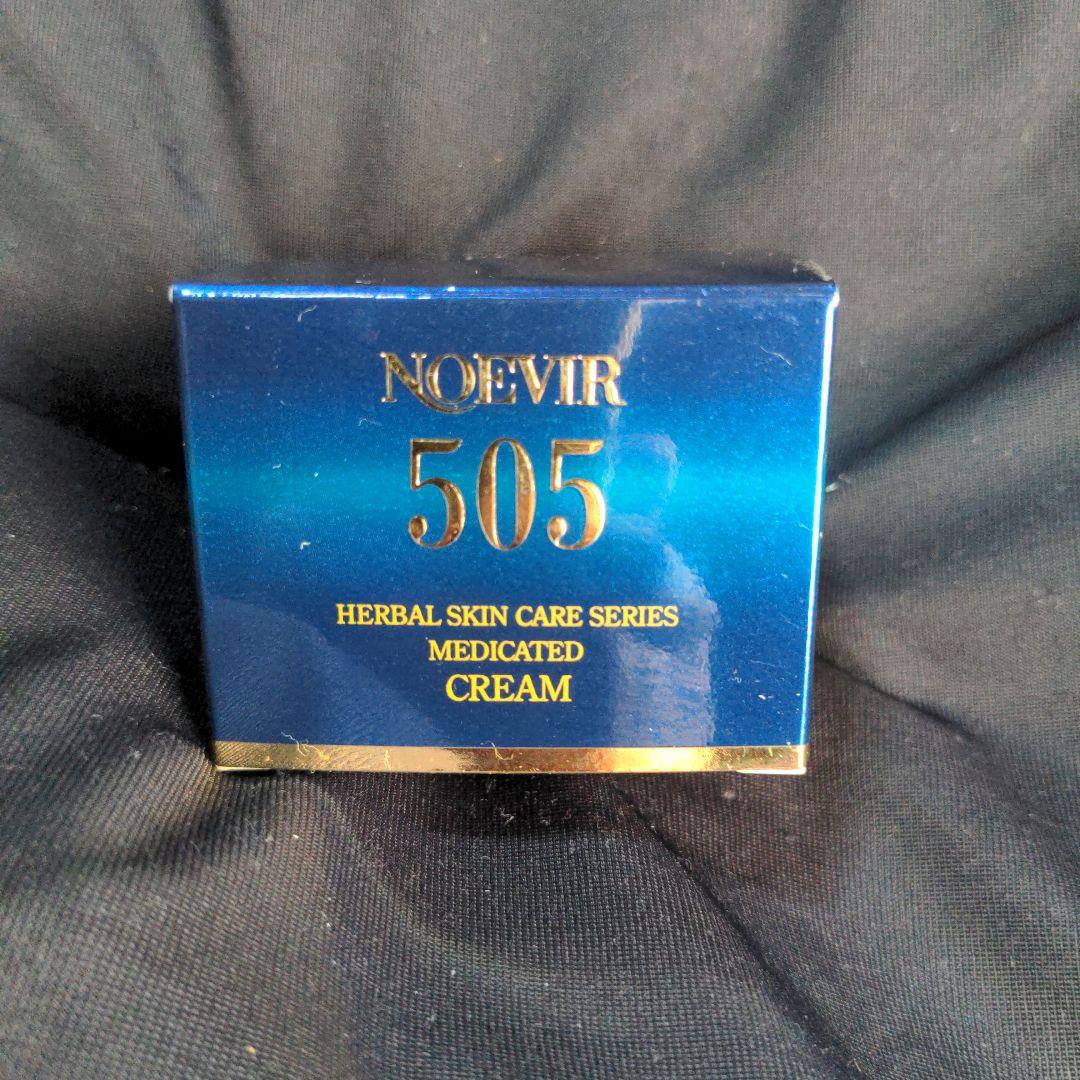 NOEVIR
505
HERBAL SKIN CARE SERIES
MEDICATED
CREAM